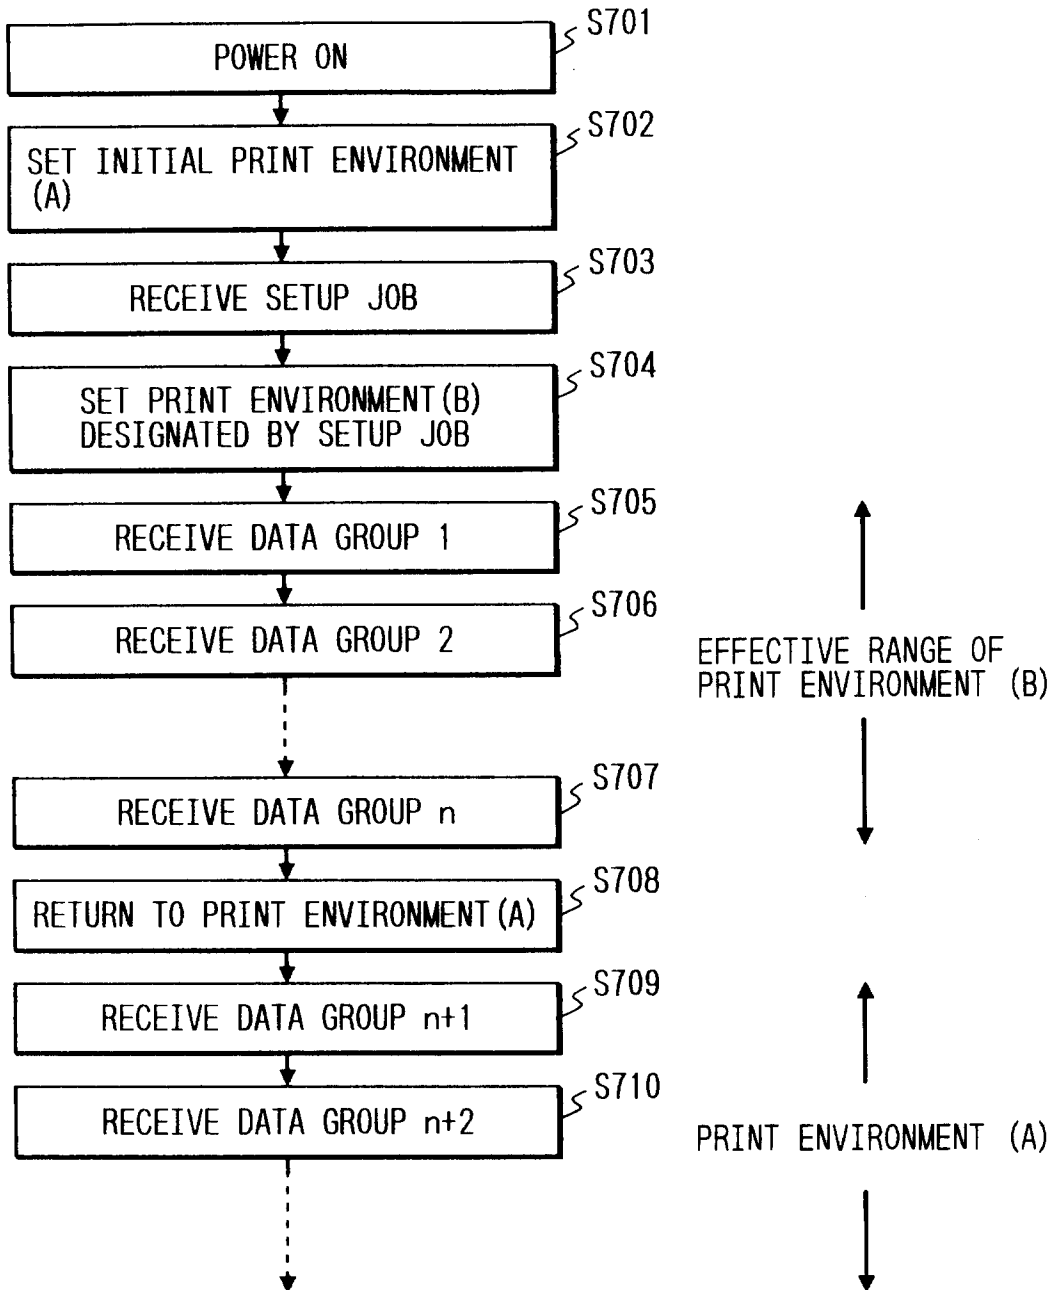 S701
POWER ON
S702
SET INITIAL PRINT ENVIRONMENT
(A)
S703
RECEIVE SETUP JOB
S704
SET PRINT ENVIRONMENT(B)
DESIGNATED BY SETUP JOB
S705
RECEIVE DATA GROUP 1
S706
RECEIVE DATA GROUP 2
EFFECTIVE RANGE OF
PRINT ENVIRONMENT (B)
S707
RECEIVE DATA GROUP n
S708
RETURN TO PRINT ENVIRONMENT(A)
S709
RECEIVE DATA GROUP n+1
S710
RECEIVE DATA GROUP n+2
PRINT ENVIRONMENT (A)